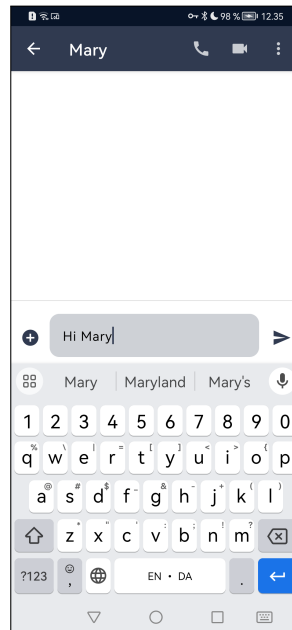 98 % 12.35
Mary
Hi Mary
Mary Maryland Mary's
1 2 3 4 5 6 7 8 9 0
% \ | = [ ] < > {
q w e r t y u i o p
@ # $ - & - + ( )
a s d f g h j k l
* " ' : ; ! ?
z x c v b n m
?123 , EN • DA .